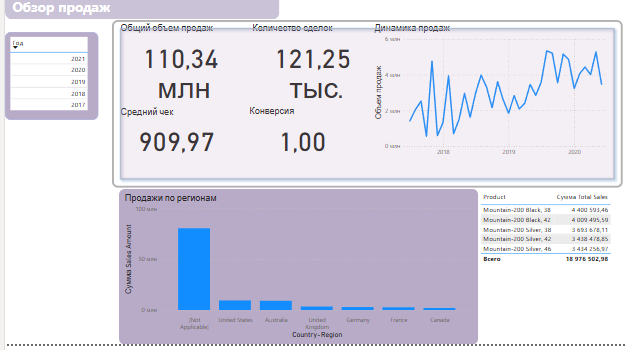 Обзор продаж
Год
2021
2020
2019
2018
2017
Общий объем продаж
110,34
млн
Количество сделок
121,25
тыс.
Средний чек
909,97
Конверсия
1,00
Динамика продаж
Объем продаж
6 млн
4 млн
2 млн
0 млн
2018 2019 2020
Продажи по регионам
Сумма Sales Amount
100 млн
50 млн
0 млн
[Not Applicable]
United States
Australia
United Kingdom
Germany
France
Canada
Country-Region
Product Сумма Total Sales
Mountain-200 Black, 38 4 400 593,46
Mountain-200 Black, 42 4 009 495,59
Mountain-200 Silver, 38 3 693 678,11
Mountain-200 Silver, 42 3 438 478,85
Mountain-200 Silver, 46 3 434 256,97
Всего 18 976 502,98